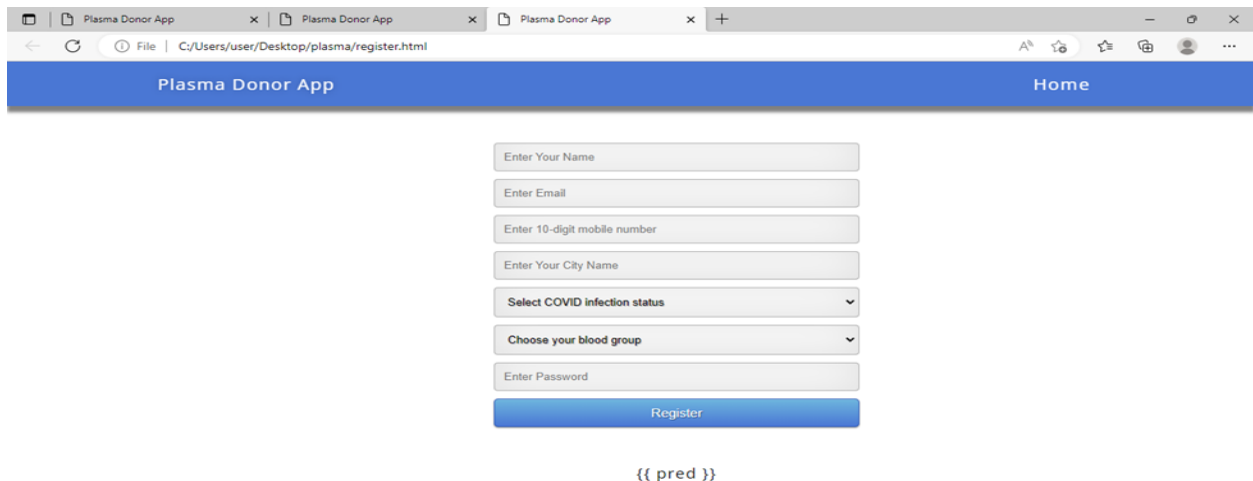 Plasma Donor App Plasma Donor App Plasma Donor App
File C:/Users/user/Desktop/plasma/register.html
Plasma Donor App Home
Enter Your Name
Enter Email
Enter 10-digit mobile number
Enter Your City Name
Select COVID infection status
Choose your blood group
Enter Password
Register
{{ pred }}